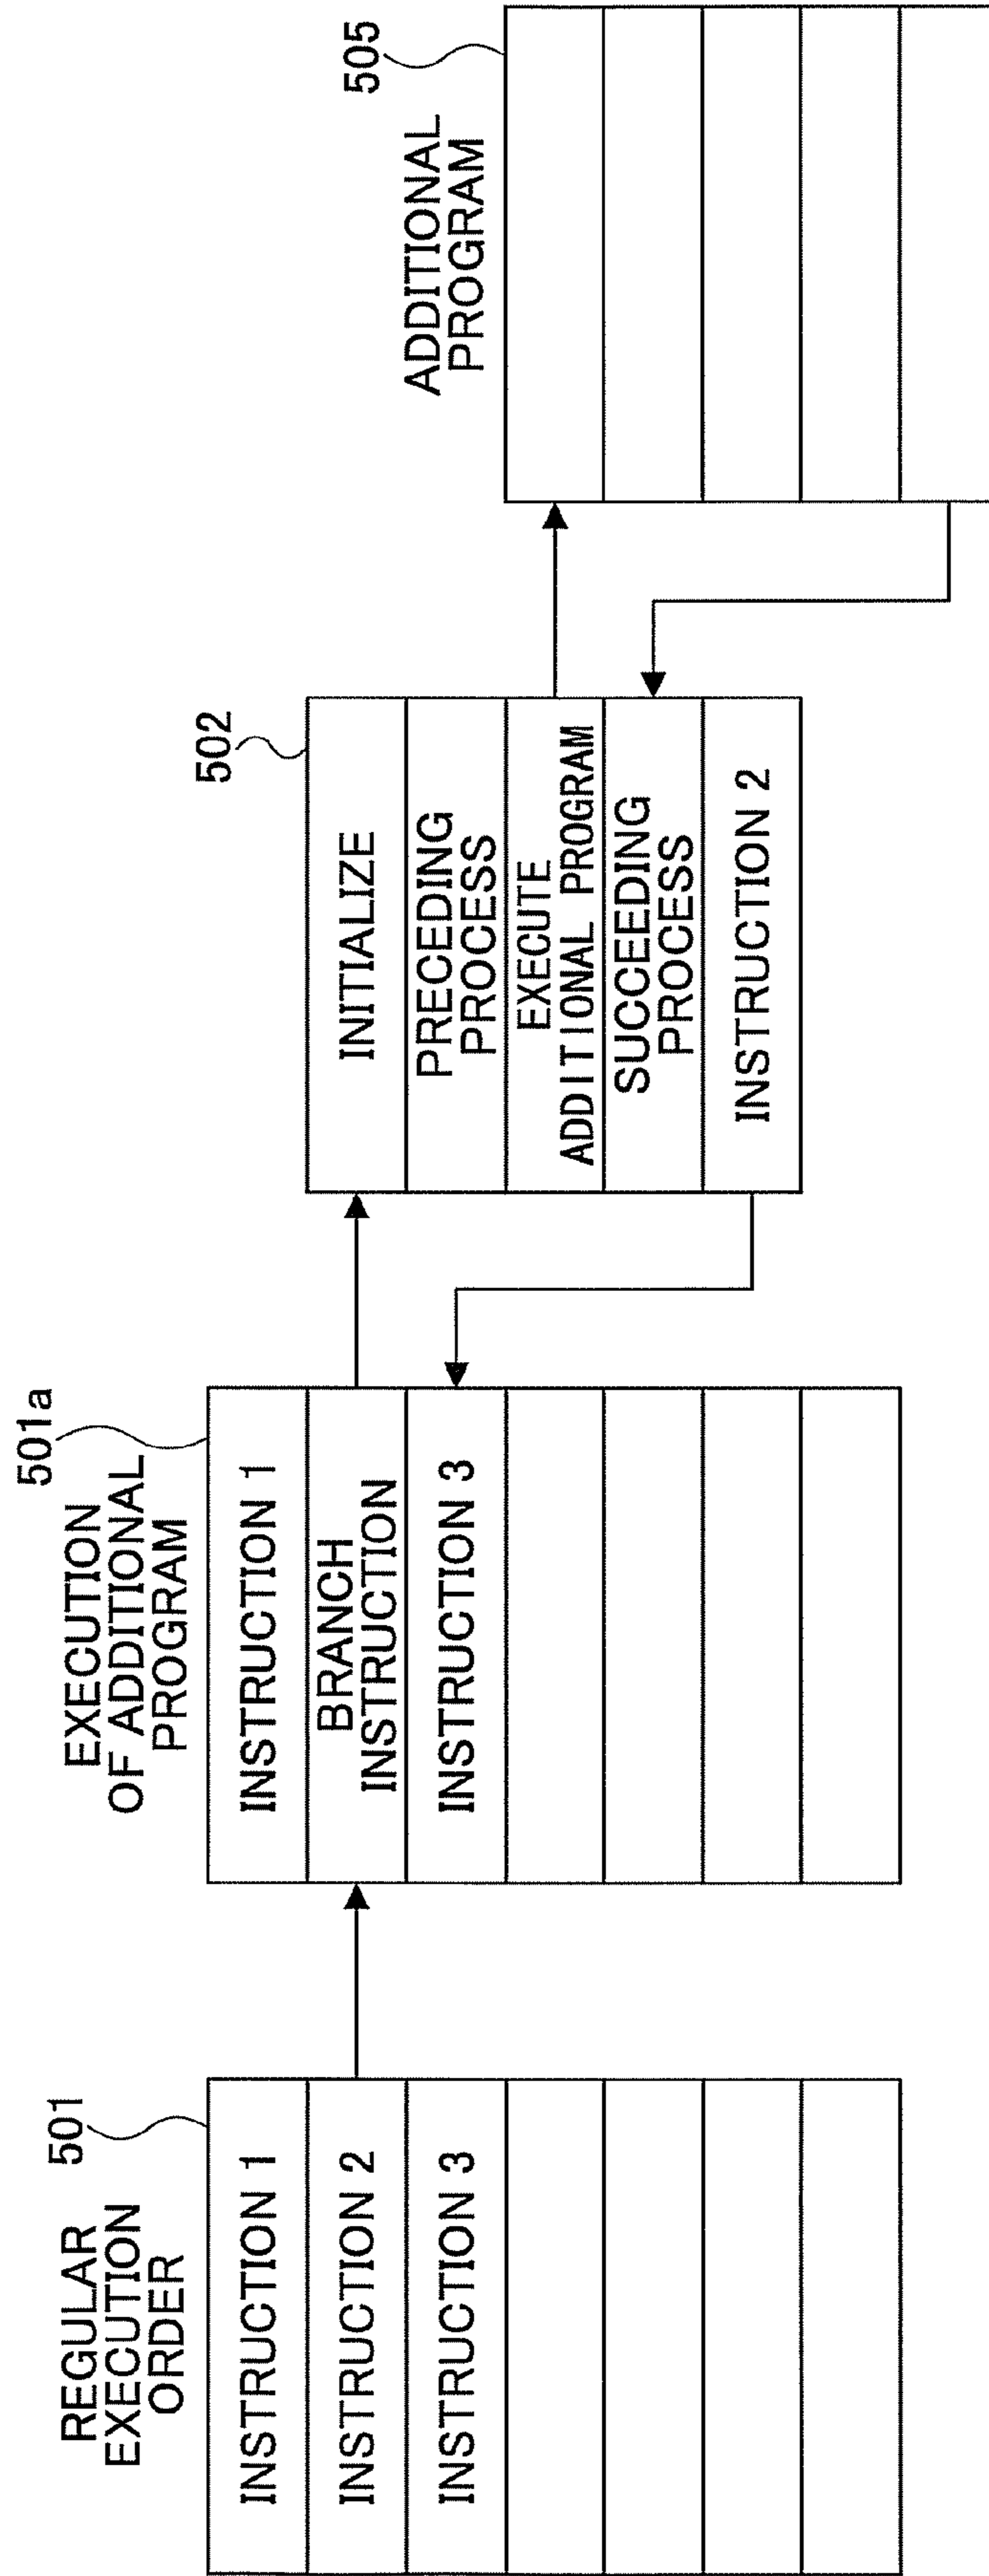 REGULAR
EXECUTION
ORDER
501
INSTRUCTION 1
INSTRUCTION 2
INSTRUCTION 3
EXECUTION
OF ADDITIONAL
PROGRAM
501a
INSTRUCTION 1
BRANCH
INSTRUCTION
INSTRUCTION 3
502
INITIALIZE
PRECEDING
PROCESS
EXECUTE
ADDITIONAL PROGRAM
SUCCEEDING
PROCESS
INSTRUCTION 2
ADDITIONAL
PROGRAM
505